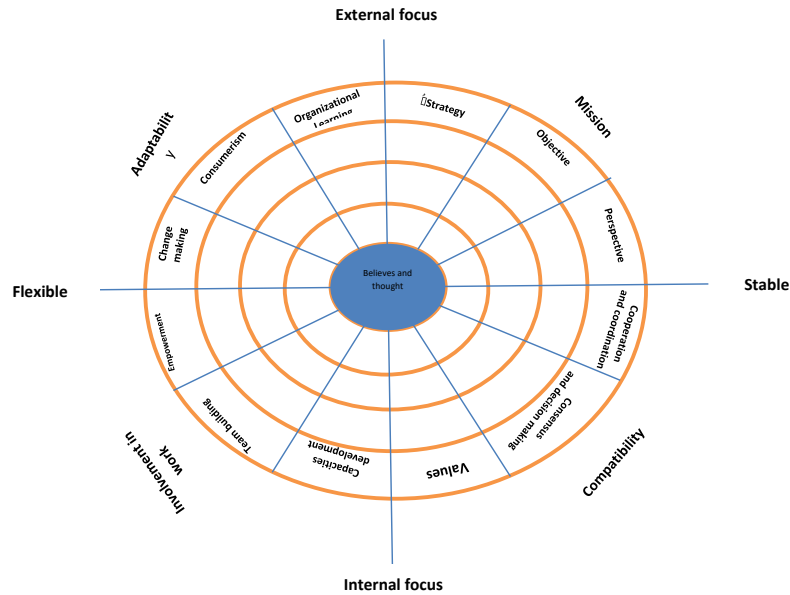 External focus
Organizational
Learning
Strategy
Mission
Objective
Adaptabilit
y
Consumerism
Change
making
Perspective
Believes and
thought
Flexible
Stable
Empowerment
Cooperation
and coordination
Team building
Consensus
and decision making
Capacities
development
Values
Involvement in
work
Compatibility
Internal focus